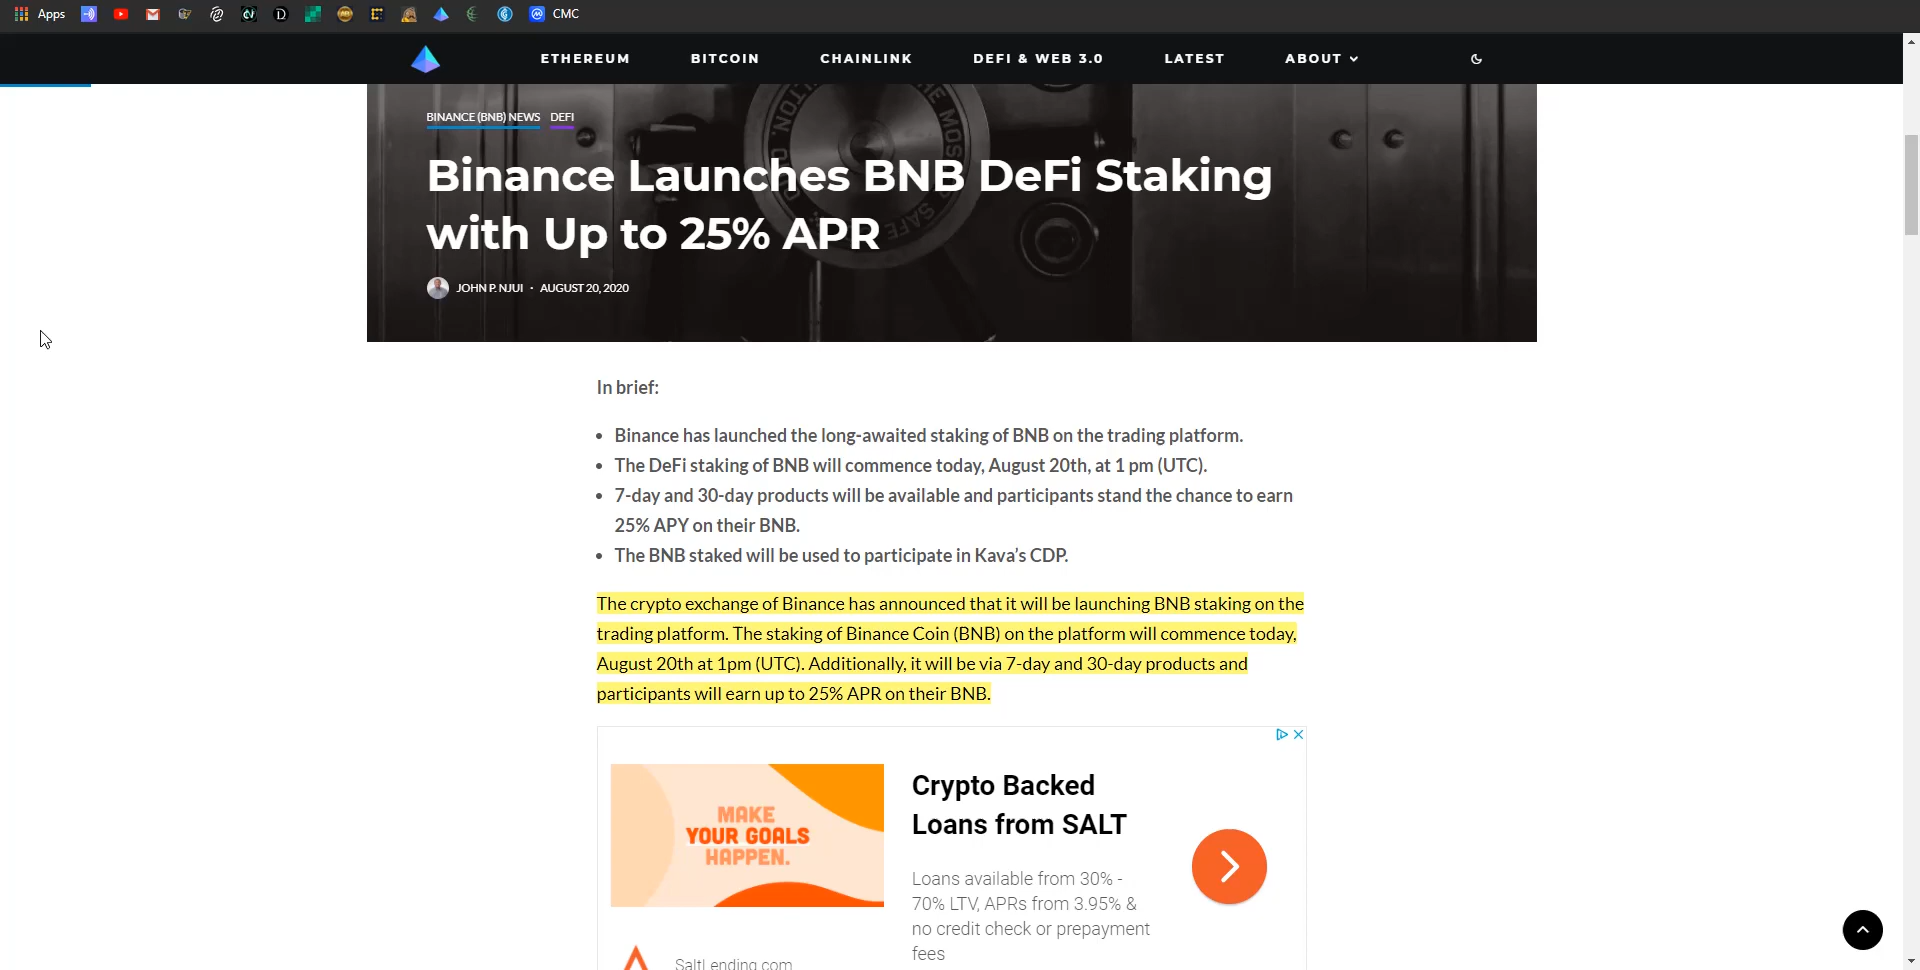 Apps
CMC
ETHEREUM
BITCOIN
CHAINLINK
DEFI & WEB 3.0
LATEST
ABOUT
BINANCE (BNB) NEWS DEFI
Binance Launches BNB DeFi Staking
with Up to 25% APR
JOHN P. NJUI · AUGUST 20, 2020
In brief:
• Binance has launched the long-awaited staking of BNB on the trading platform.
• The DeFi staking of BNB will commence today, August 20th, at 1 pm (UTC).
• 7-day and 30-day products will be available and participants stand the chance to earn
25% APY on their BNB.
• The BNB staked will be used to participate in Kava’s CDP.
The crypto exchange of Binance has announced that it will be launching BNB staking on the
trading platform. The staking of Binance Coin (BNB) on the platform will commence today,
August 20th at 1pm (UTC). Additionally, it will be via 7-day and 30-day products and
participants will earn up to 25% APR on their BNB.
MAKE
YOUR GOALS
HAPPEN.
Crypto Backed
Loans from SALT
Loans available from 30% -
70% LTV, APRs from 3.95% &
no credit check or prepayment
fees
SaltLending.com